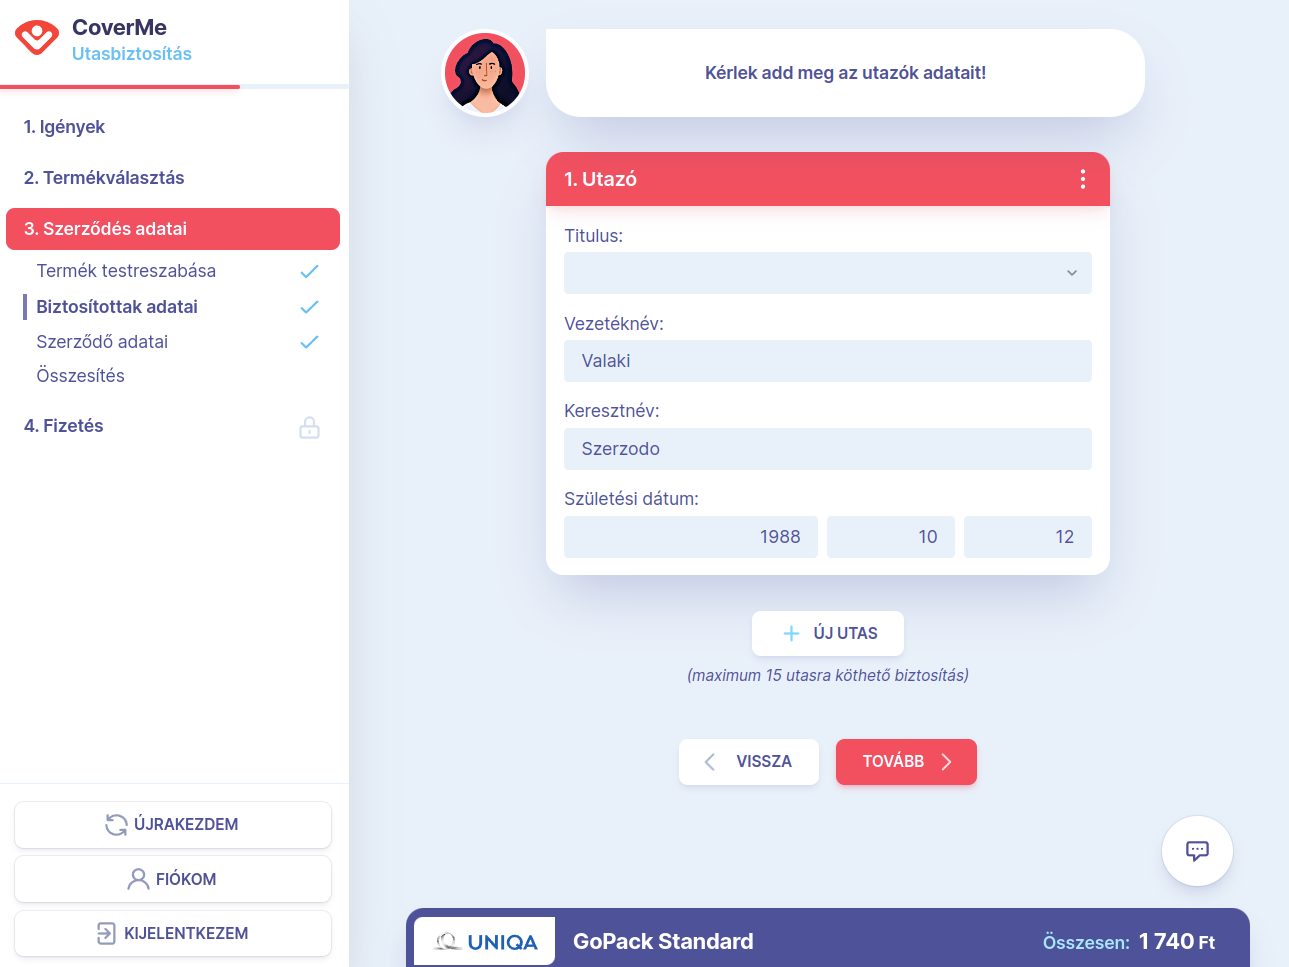 CoverMe
Utasbiztosítás
1. Igények
2. Termékválasztás
3. Szerződés adatai
Termék testreszabása
Biztosítottak adatai
Szerződő adatai
Összesítés
4. Fizetés
ÚJRAKEZDEM
FIÓKOM
KIJELENTKEZEM
Kérlek add meg az utazók adatait!
1. Utazó
Titulus:
Vezetéknév:
Valaki
Keresztnév:
Szerzodo
Születési dátum:
1988 10 12
ÚJ UTAS
(maximum 15 utasra köthető biztosítás)
VISSZA TOVÁBB
UNIQA GoPack Standard Összesen: 1 740 Ft